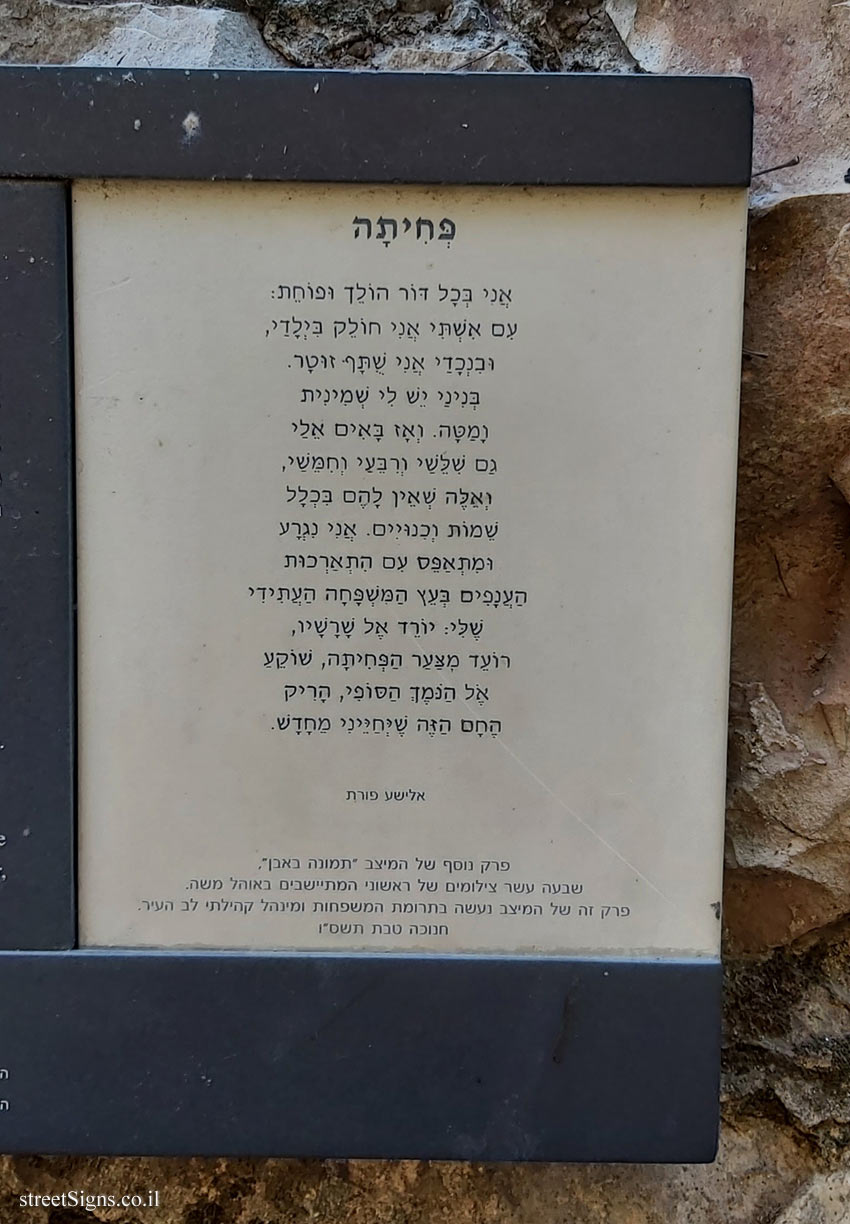 פְּחִיתָה
אֲנִי בְּכָל דּוֹר הוֹלֵךְ וּפוֹחֵת:
עִם אִשְׁתִּי אֲנִי חוֹלֵק בִּיְלָדַי,
וּבִנְכָדַי אֲנִי שֻׁתָּף זוּטָר.
בְּנִינַי יֵשׁ לִי שְׁמִינִית
וָמַטָּה. וְאָז בָּאִים אֵלַי
גַם שִׁלֵּשַׁי וְרִבֵּעַי וְחִמֵּשַׁי,
וְאֵלֶּה שֶׁאֵין לָהֶם בִּכְלָל
שֵׁמוֹת וְכִנּוּיִים. אֲנִי נִגְרָע
וּמִתְאַפֵּס עִם הִתְאַרְכוּת
הַעֲנָפִים בְּעֵץ הַמִּשְׁפָּחָה הַעֲתִידִי
שֶׁלִּי: יוֹרֵד אֶל שָׁרָשָׁיו,
רוֹעֵד מִצַּעַר הַפְּחִיתָה, שׁוֹקֵעַ
אֶל הַנֹּמֶךְ הַסּוֹפִי, הָרִיק
הֶחָם הַזֶּה שֶׁיְּחַיֵּינִי מֵחָדָשׁ.
אלישע פורת
פרק נוסף של המיצב "תמונה באבן",
שבעה עשר צילומים של ראשוני המתיישבים באוהל משה.
פרק זה של המיצב נעשה בתרומת המשפחות ומינהל קהילתי לב העיר.
חנוכה טבת תשס"ו
streetSigns.co.il